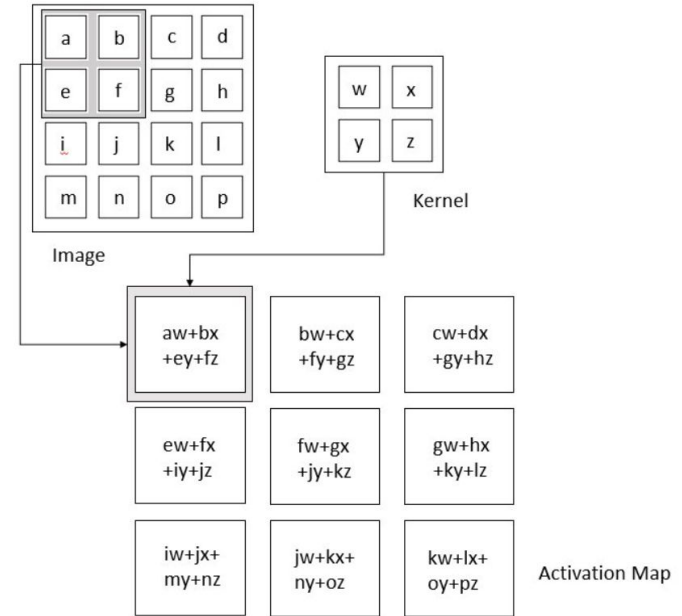 a b c d
e f g h
i j k l
m n o p
Image
w x
y z
Kernel
aw+bx
+ey+fz
bw+cx
+fy+gz
cw+dx
+gy+hz
ew+fx
+iy+jz
fw+gx
+jy+kz
gw+hx
+ky+lz
iw+jx+
my+nz
jw+kx+
ny+oz
kw+lx+
oy+pz
Activation Map